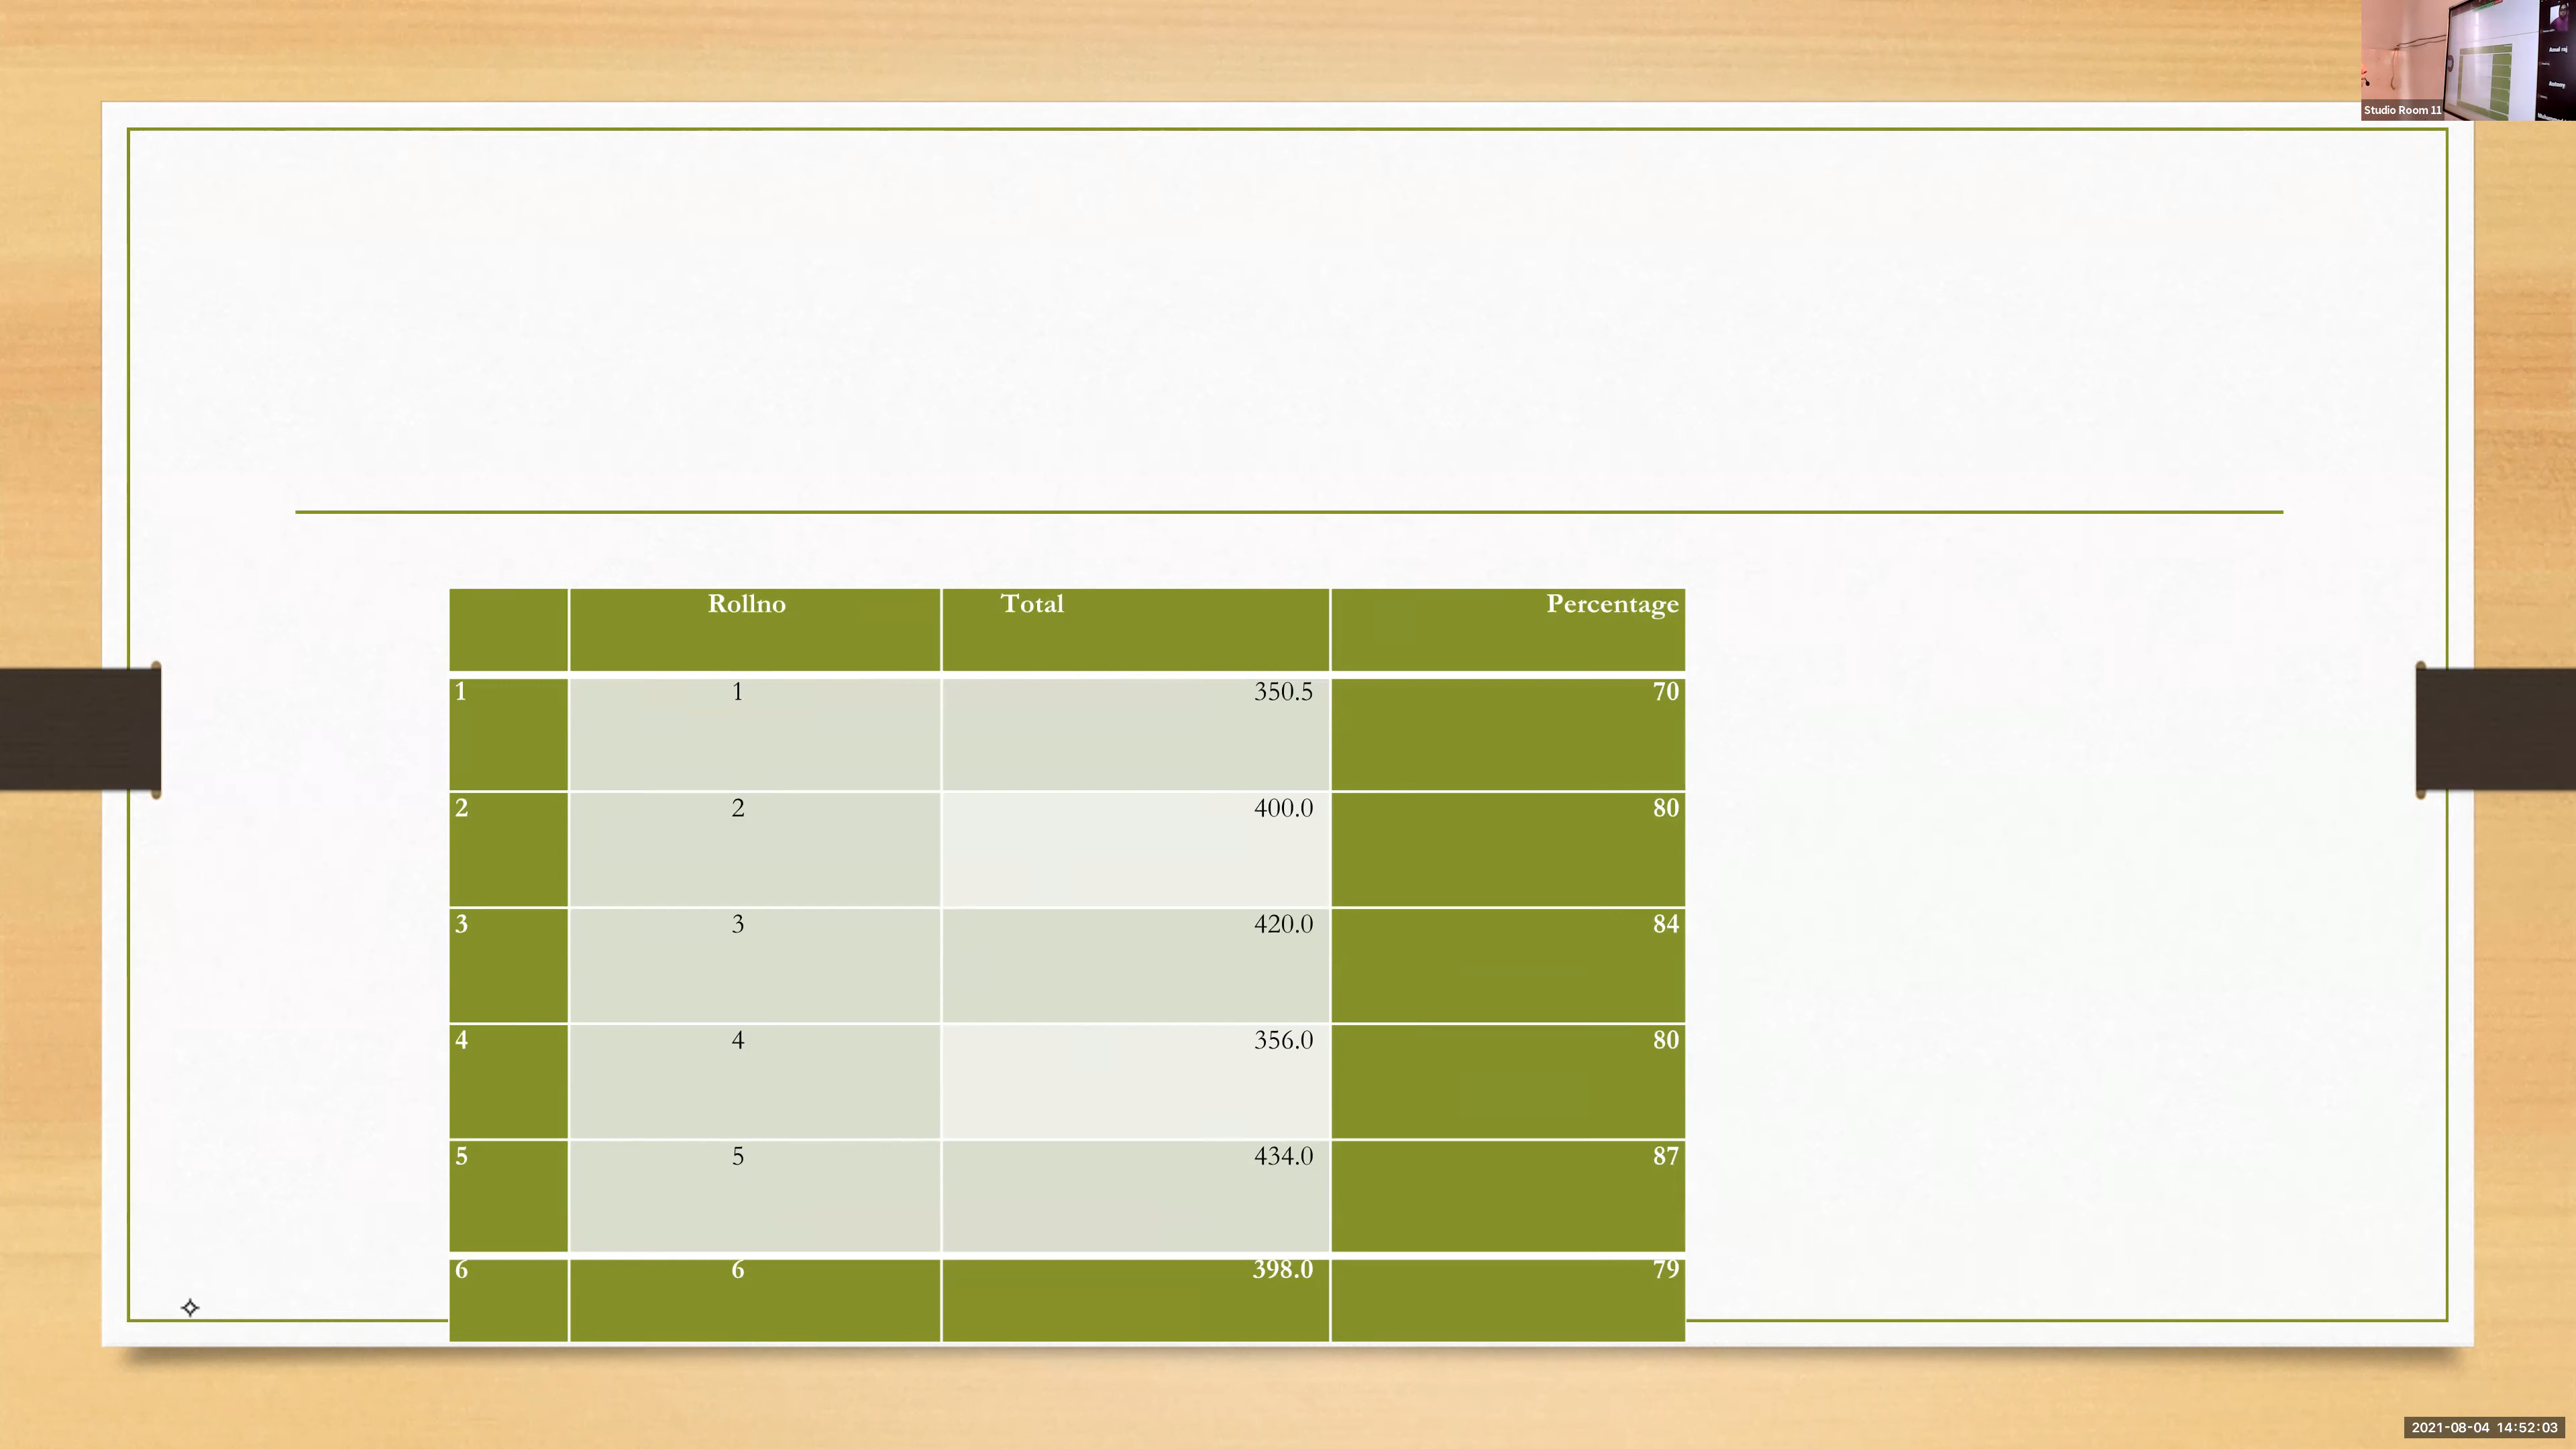 Studio Room 11
Rollno Total Percentage
1 1 350.5 70
2 2 400.0 80
3 3 420.0 84
4 4 356.0 80
5 5 434.0 87
6 6 398.0 79
2021-08-04 14:52:03